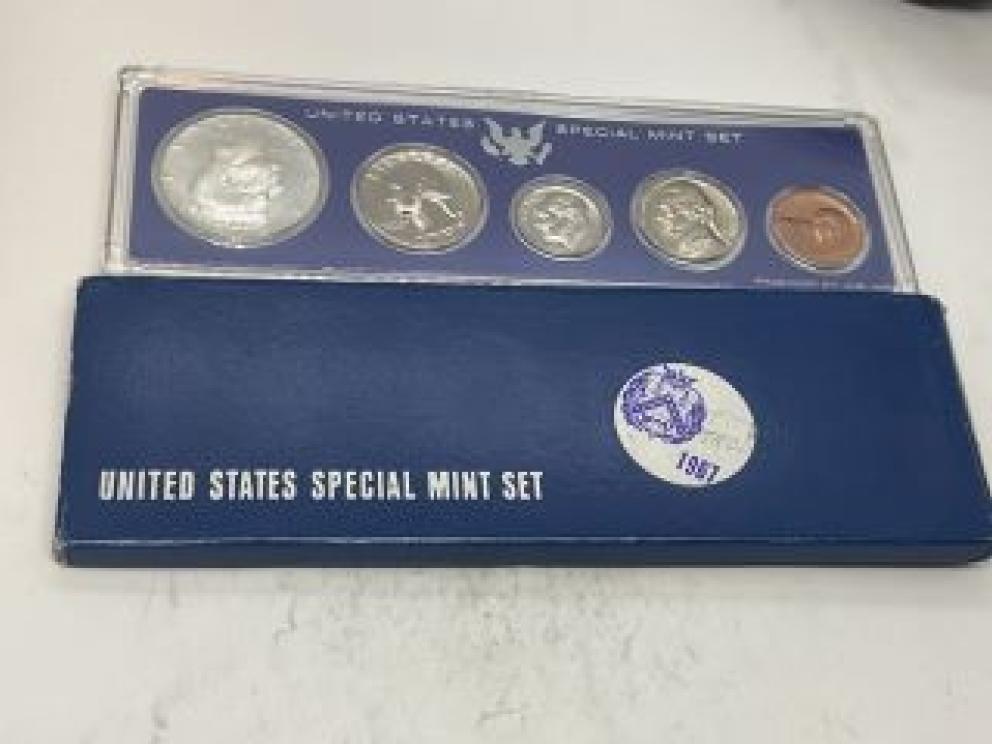 UNITED STATES SPECIAL MINT SET
UNITED STATES SPECIAL MINT SET
1967